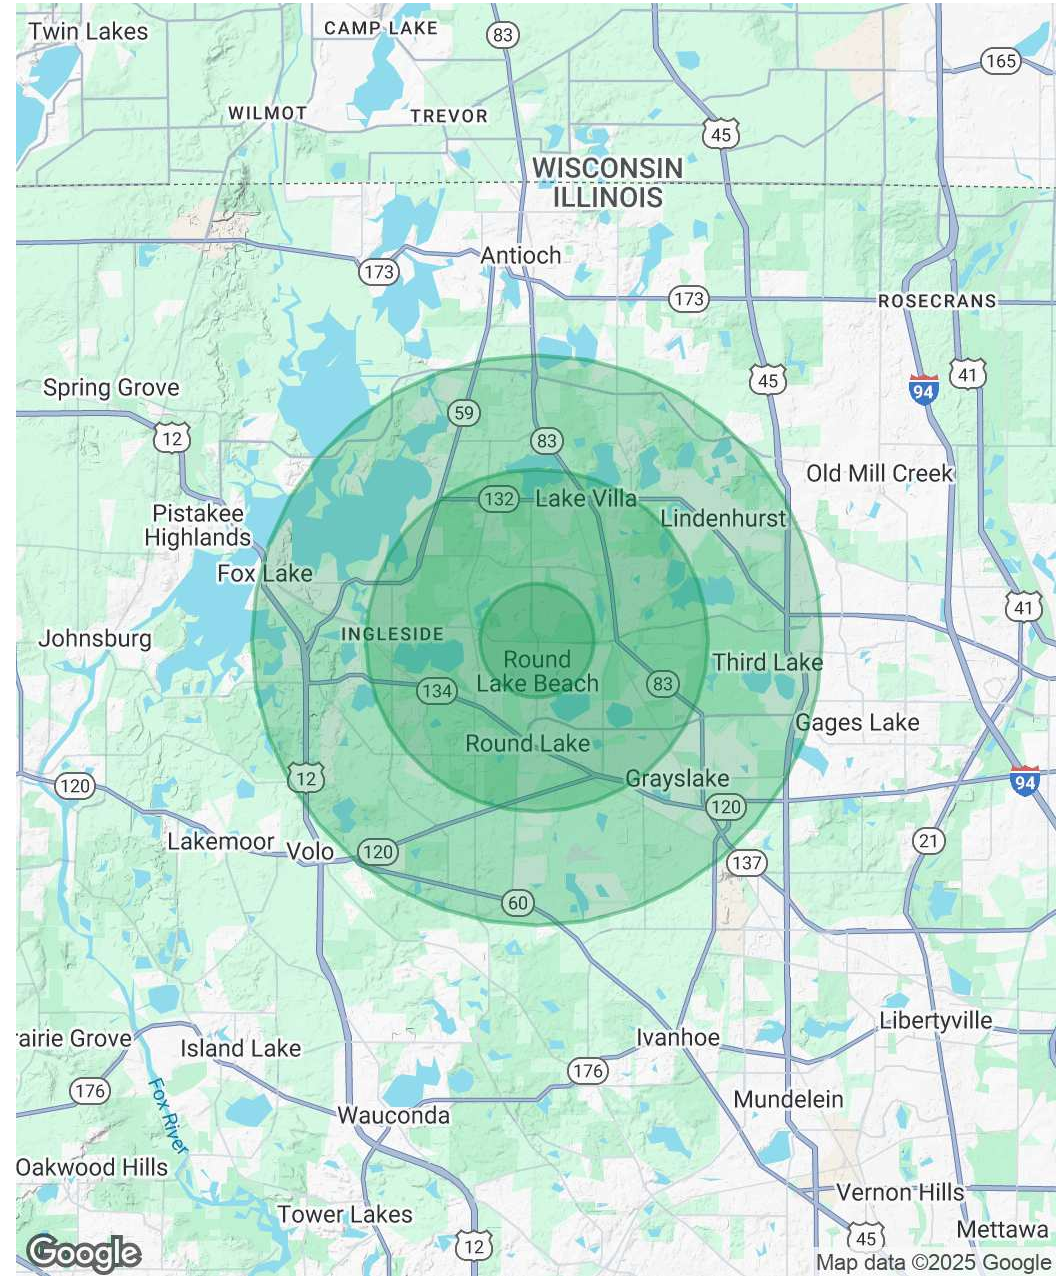 Twin Lakes
CAMP LAKE
83
165
WILMOT
TREVOR
45
WISCONSIN
ILLINOIS
Antioch
173
173
ROSECRANS
Spring Grove
45
41
94
59
12
83
Old Mill Creek
132
Lake Villa
Pistakee
Highlands
Lindenhurst
Fox Lake
41
Johnsburg
INGLESIDE
Round
Lake Beach
Third Lake
134
83
Gages Lake
Round Lake
12
Grayslake
94
120
120
Lakemoor
Volo
120
21
137
60
Libertyville
rairie Grove
Island Lake
Ivanhoe
176
176
Fox River
Wauconda
Mundelein
Oakwood Hills
Vernon Hills
Tower Lakes
Mettawa
45
12
Google
Map data ©2025 Google